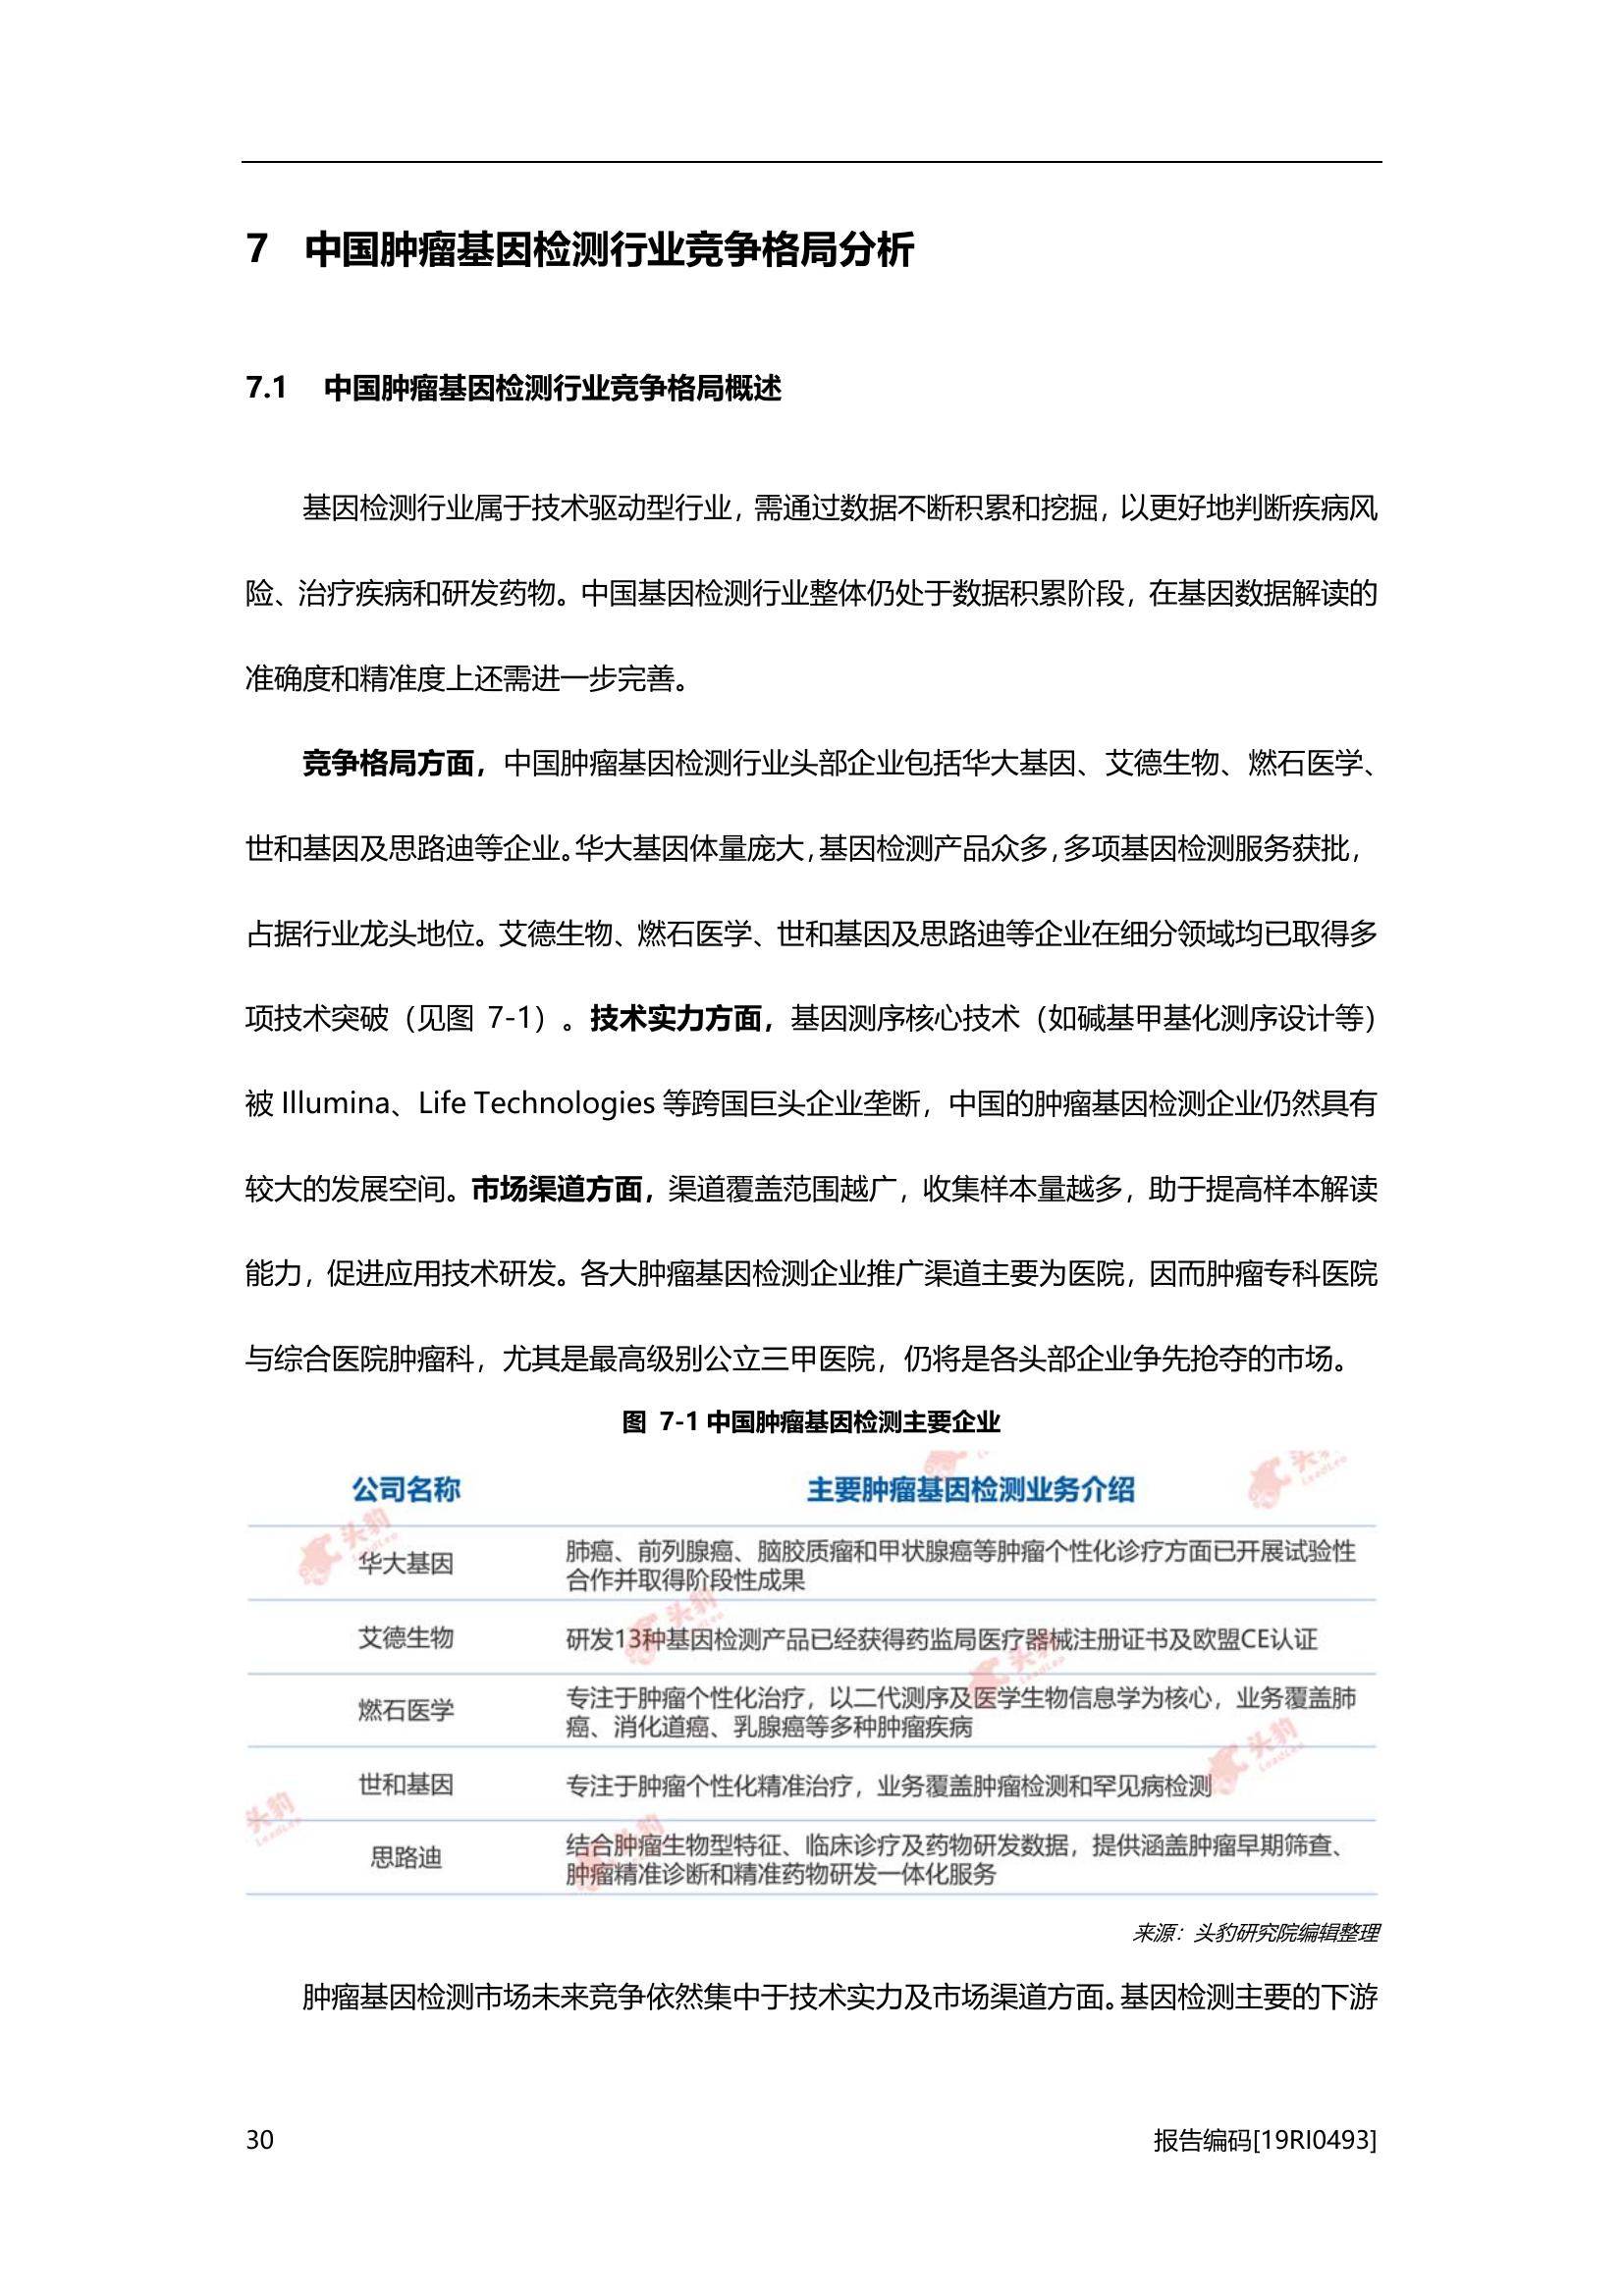 7 中国肿瘤基因检测行业竞争格局分析
7.1 中国肿瘤基因检测行业竞争格局概述
基因检测行业属于技术驱动型行业，需通过数据不断积累和挖掘，以更好地判断疾病风
险、治疗疾病和研发药物。中国基因检测行业整体仍处于数据积累阶段，在基因数据解读的
准确度和精准度上还需进一步完善。
竞争格局方面，中国肿瘤基因检测行业头部企业包括华大基因、艾德生物、燃石医学、
世和基因及思路迪等企业。华大基因体量庞大，基因检测产品众多，多项基因检测服务获批，
占据行业龙头地位。艾德生物、燃石医学、世和基因及思路迪等企业在细分领域均已取得多
项技术突破（见图 7-1）。技术实力方面，基因测序核心技术（如碱基甲基化测序设计等）
被 Illumina、Life Technologies 等跨国巨头企业垄断，中国的肿瘤基因检测企业仍然具有
较大的发展空间。市场渠道方面，渠道覆盖范围越广，收集样本量越多，助于提高样本解读
能力，促进应用技术研发。各大肿瘤基因检测企业推广渠道主要为医院，因而肿瘤专科医院
与综合医院肿瘤科，尤其是最高级别公立三甲医院，仍将是各头部企业争先抢夺的市场。
图 7-1 中国肿瘤基因检测主要企业
公司名称 主要肿瘤基因检测业务介绍
华大基因 肺癌、前列腺癌、脑胶质瘤和甲状腺癌等肿瘤个性化诊疗方面已开展试验性
合作并取得阶段性成果
艾德生物 研发13种基因检测产品已经获得药监局医疗器械注册证书及欧盟CE认证
燃石医学 专注于肿瘤个性化治疗，以二代测序及医学生物信息学为核心，业务覆盖肺
癌、消化道癌、乳腺癌等多种肿瘤疾病
世和基因 专注于肿瘤个性化精准治疗，业务覆盖肿瘤检测和罕见病检测
思路迪 结合肿瘤生物型特征、临床诊疗及药物研发数据，提供涵盖肿瘤早期筛查、
肿瘤精准诊断和精准药物研发一体化服务
来源：头豹研究院编辑整理
肿瘤基因检测市场未来竞争依然集中于技术实力及市场渠道方面。基因检测主要的下游
30 报告编码[19RI0493]